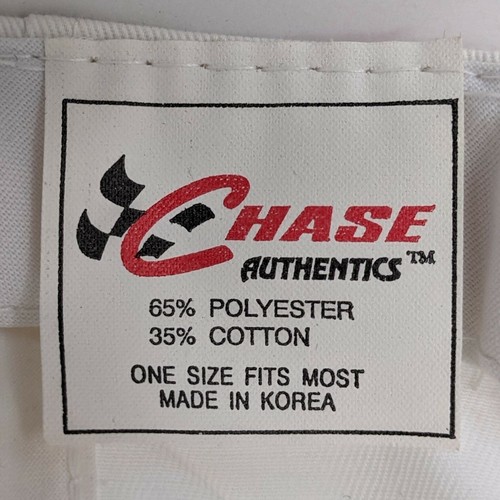 CHASE
AUTHENTICS™
65% POLYESTER
35% COTTON
ONE SIZE FITS MOST
MADE IN KOREA